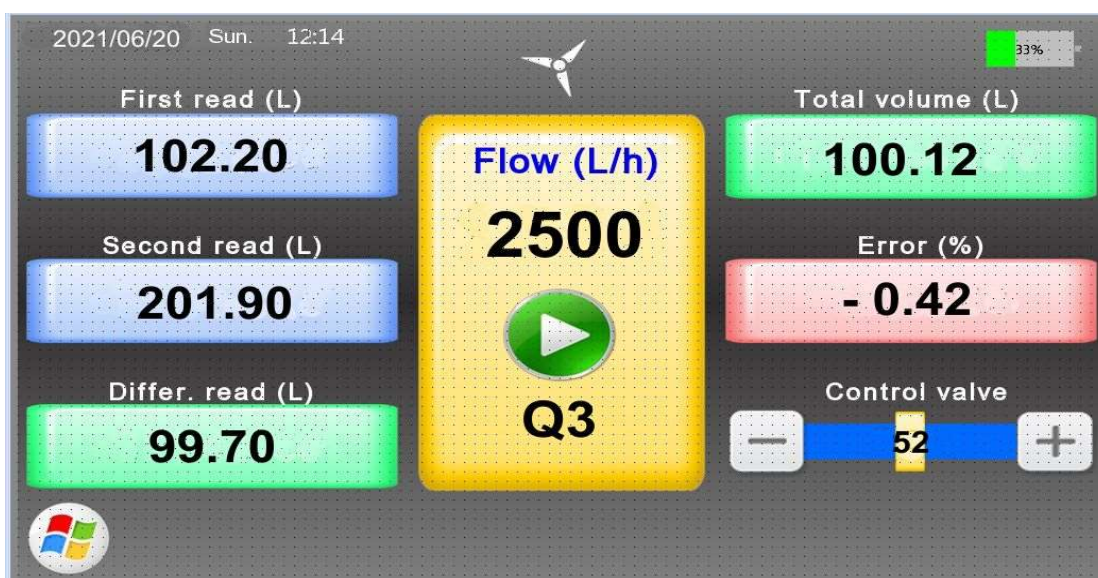 2021/06/20 Sun. 12:14
33%
First read (L)
102.20
Second read (L)
201.90
Differ. read (L)
99.70
Flow (L/h)
2500
Q3
Total volume (L)
100.12
Error (%)
- 0.42
Control valve
52